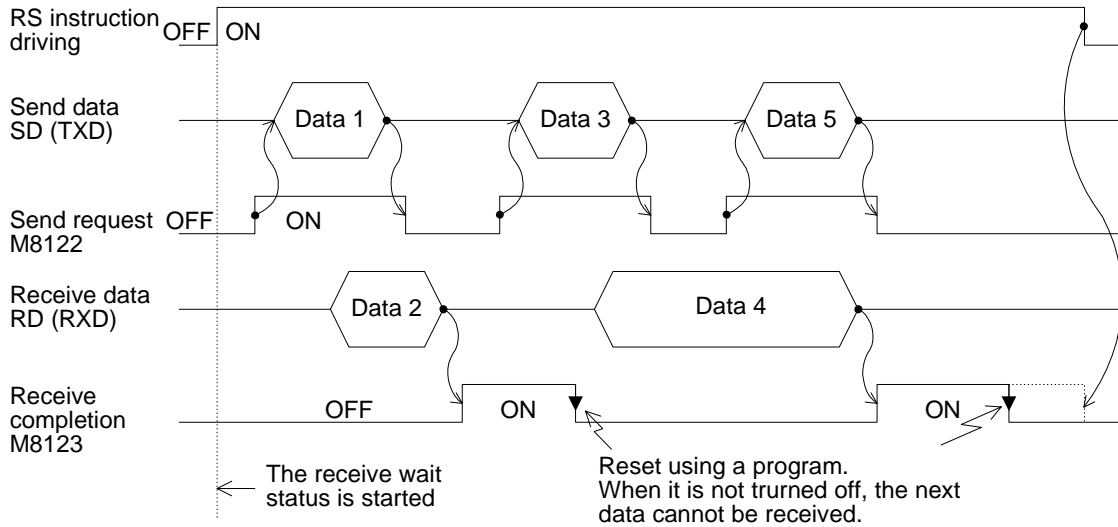 RS instruction
driving
OFF
ON
Send data
SD (TXD)
Data 1
Data 3
Data 5
Send request
M8122
OFF
ON
Receive data
RD (RXD)
Data 2
Data 4
Receive
completion
M8123
OFF
ON
ON
The receive wait
status is started
Reset using a program.
When it is not trurned off, the next
data cannot be received.